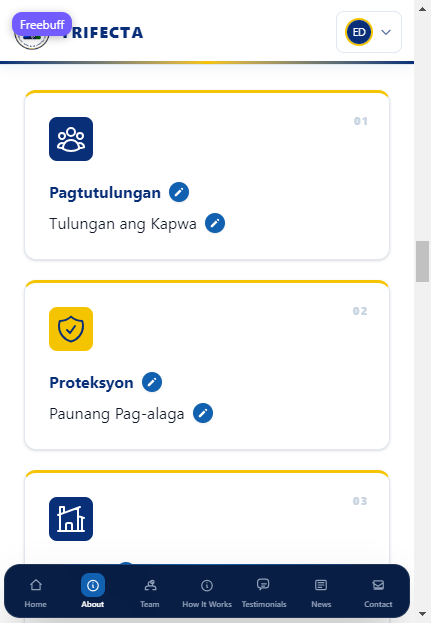 Freebuff
TRIFECTA
ED
01
Pagtutulungan
Tulungan ang Kapwa
02
Proteksyon
Paunang Pag-alaga
03
Home
About
Team
How It Works
Testimonials
News
Contact